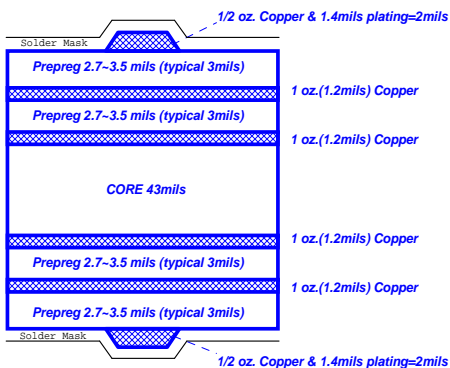 1/2 oz. Copper & 1.4mils plating=2mils
Solder Mask
Prepreg 2.7~3.5 mils (typical 3mils)
1 oz.(1.2mils) Copper
Prepreg 2.7~3.5 mils (typical 3mils)
1 oz.(1.2mils) Copper
CORE 43mils
1 oz.(1.2mils) Copper
Prepreg 2.7~3.5 mils (typical 3mils)
1 oz.(1.2mils) Copper
Prepreg 2.7~3.5 mils (typical 3mils)
Solder Mask
1/2 oz. Copper & 1.4mils plating=2mils